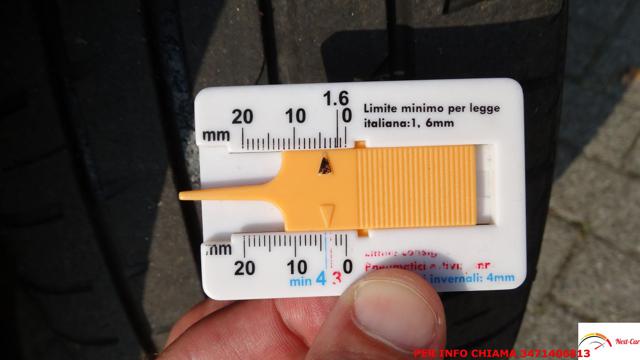 1.6
20 10 0
mm
Limite minimo per legge
italiana:1, 6mm
mm
20 10 0
min 4 3
invernali: 4mm
PER INFO CHIAMA 3471406613
Next-Car